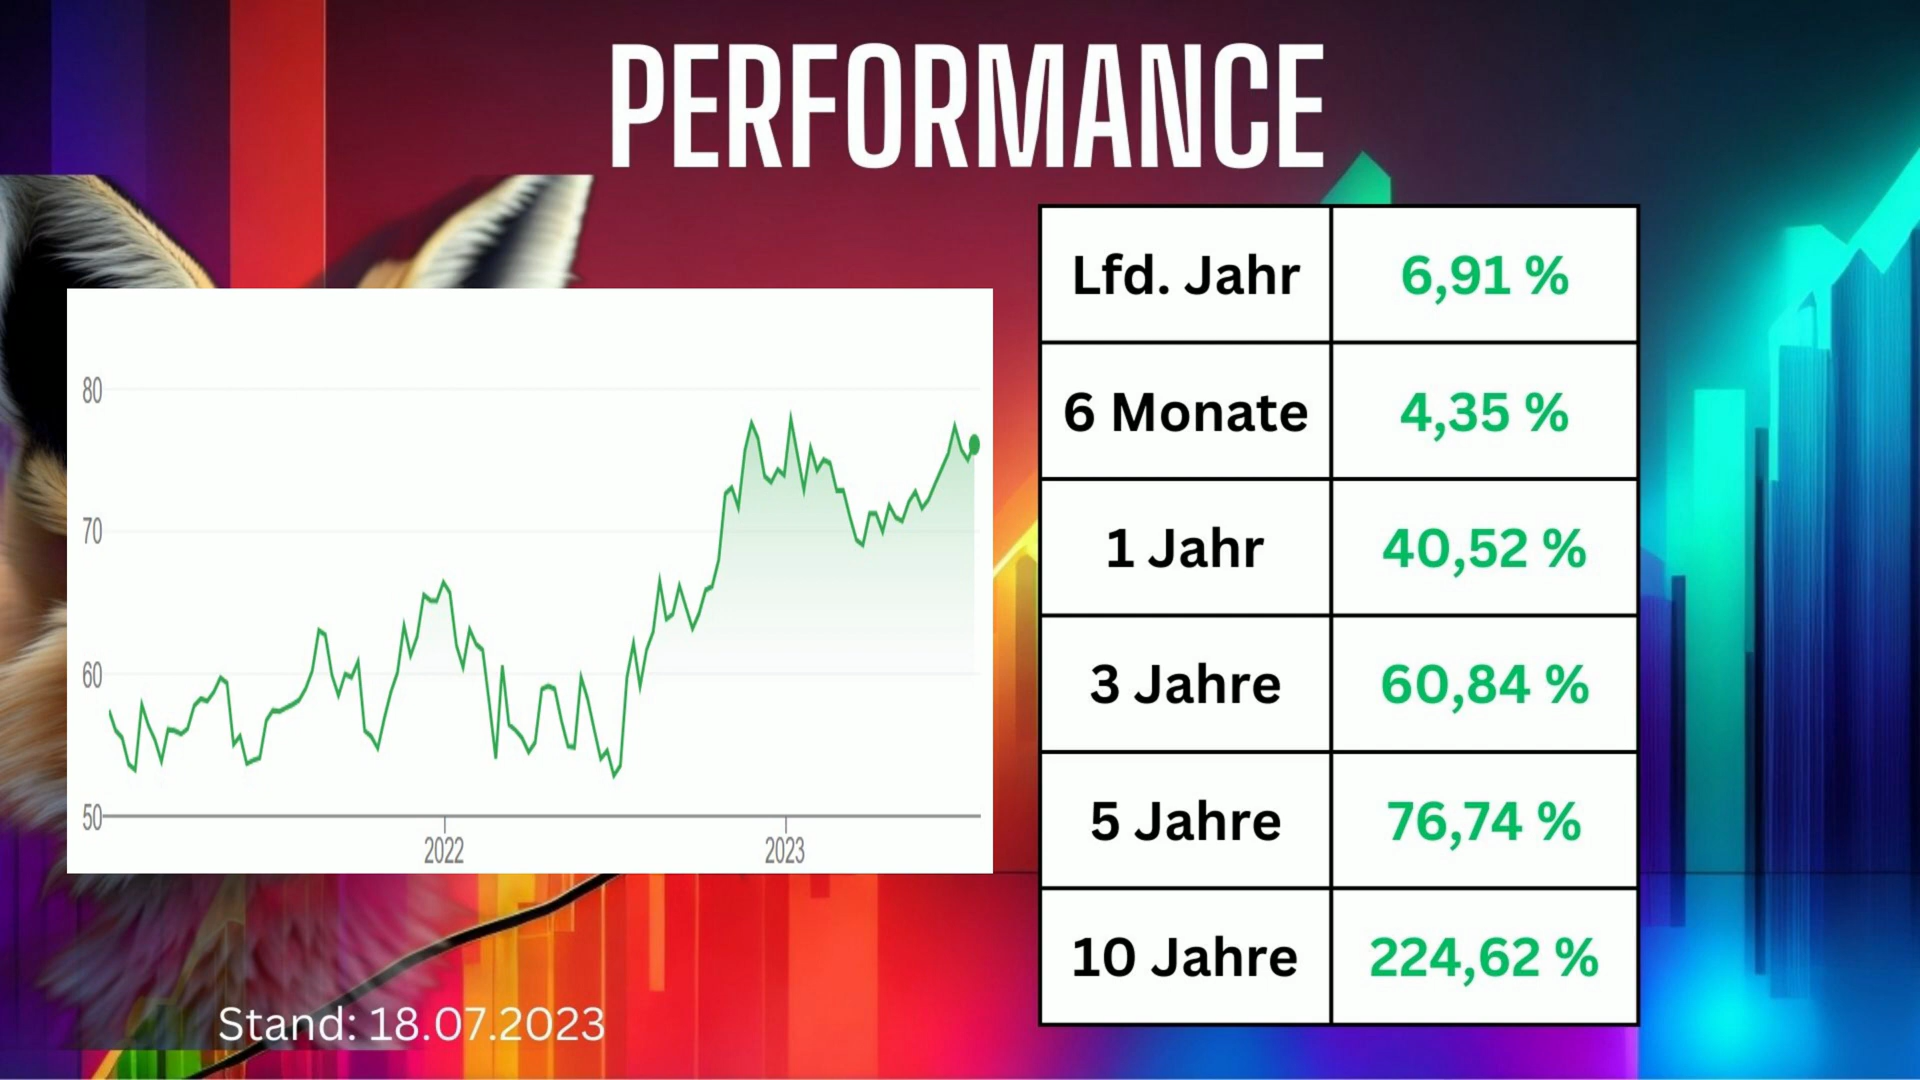 PERFORMANCE
80
70
60
50
2022
2023
Lfd. Jahr 6,91 %
6 Monate 4,35 %
1 Jahr 40,52 %
3 Jahre 60,84 %
5 Jahre 76,74 %
10 Jahre 224,62 %
Stand: 18.07.2023